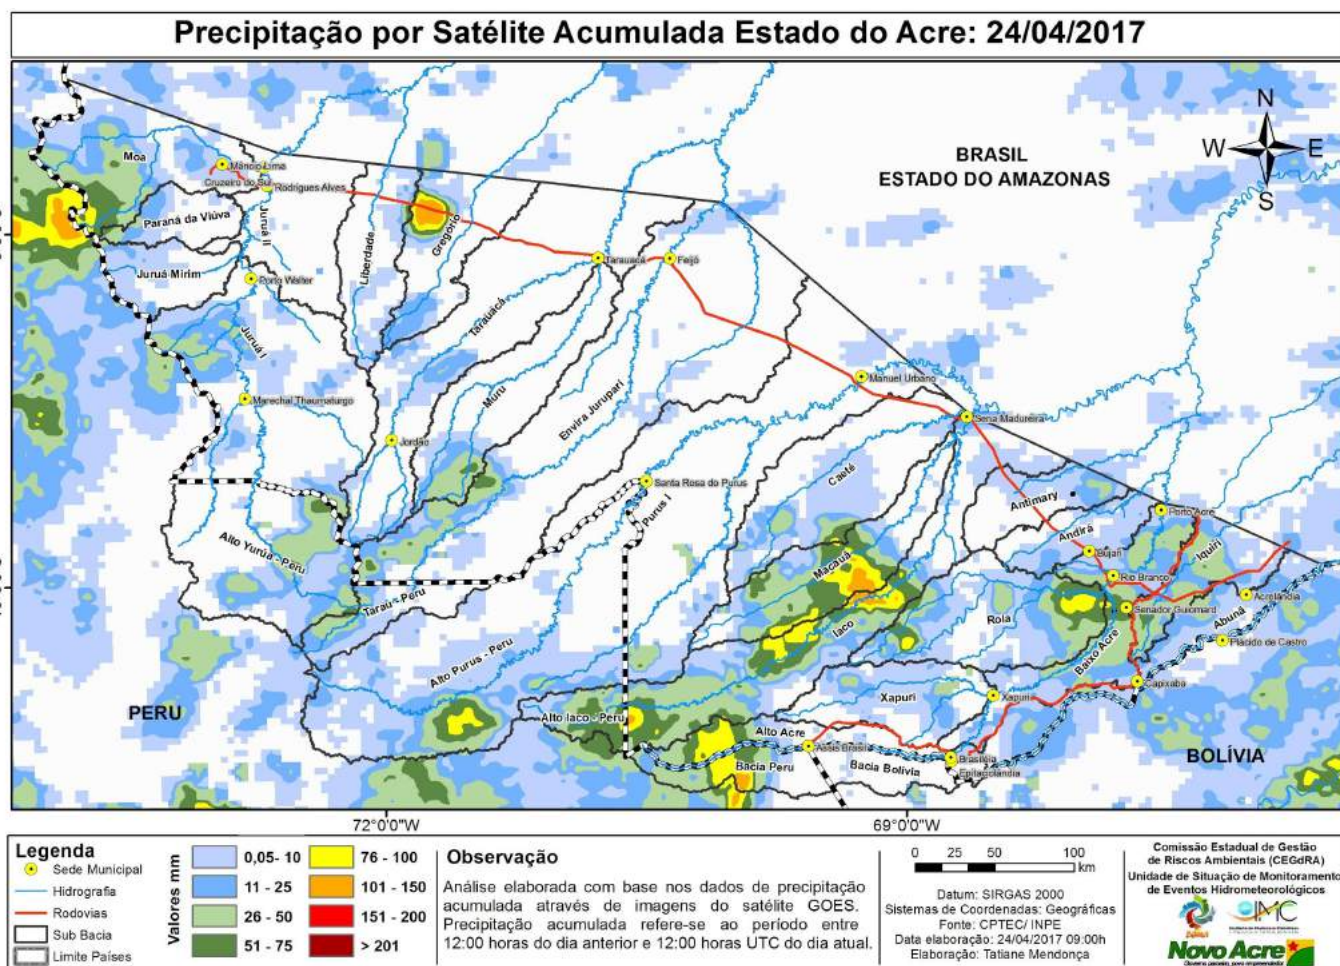 Precipitação por Satélite Acumulada Estado do Acre: 24/04/2017
N
W E
S
BRASIL
ESTADO DO AMAZONAS
Moa
Mâncio Lima
Cruzeiro do Sul
Rodrigues Alves
Paraná da Viúva
Juruá II
Liberdade
Gregório
Juruá Mirim
Porto Walter
Tarauacá
Feijó
Tarauacá
Juruá I
Muru
Envira Jurupari
Manuel Urbano
Marechal Thaumaturgo
Sena Madureira
Jordão
Caeté
Santa Rosa do Purus
Purus I
Antimary
Porto Acre
Andirá
Alto Yurúa - Peru
Bujari
Iquiri
Macauã
Rio Branco
Tarau - Peru
Acrelândia
Senador Guiomard
Iaco
Rola
Abunã
Baixo Acre
Plácido de Castro
Alto Purus - Peru
Capixaba
Xapuri
Xapuri
PERU
Alto Iaco - Peru
Alto Acre
Assis Brasil
BOLÍVIA
Brasiléia
Bacia Peru
Bacia Bolívia
Epitaciolândia
72°0'0"W
69°0'0"W
Legenda
Sede Municipal
Hidrografia
Rodovias
Sub Bacia
Limite Países
Valores mm
0,05- 10
11 - 25
26 - 50
51 - 75
76 - 100
101 - 150
151 - 200
> 201
Observação
Análise elaborada com base nos dados de precipitação
acumulada através de imagens do satélite GOES.
Precipitação acumulada refere-se ao período entre
12:00 horas do dia anterior e 12:00 horas UTC do dia atual.
0 25 50 100
km
Datum: SIRGAS 2000
Sistemas de Coordenadas: Geográficas
Fonte: CPTEC/ INPE
Data elaboração: 24/04/2017 09:00h
Elaboração: Tatiane Mendonça
Comissão Estadual de Gestão
de Riscos Ambientais (CEGdRA)
Unidade de Situação de Monitoramento
de Eventos Hidrometeorológicos
IMC
Novo Acre